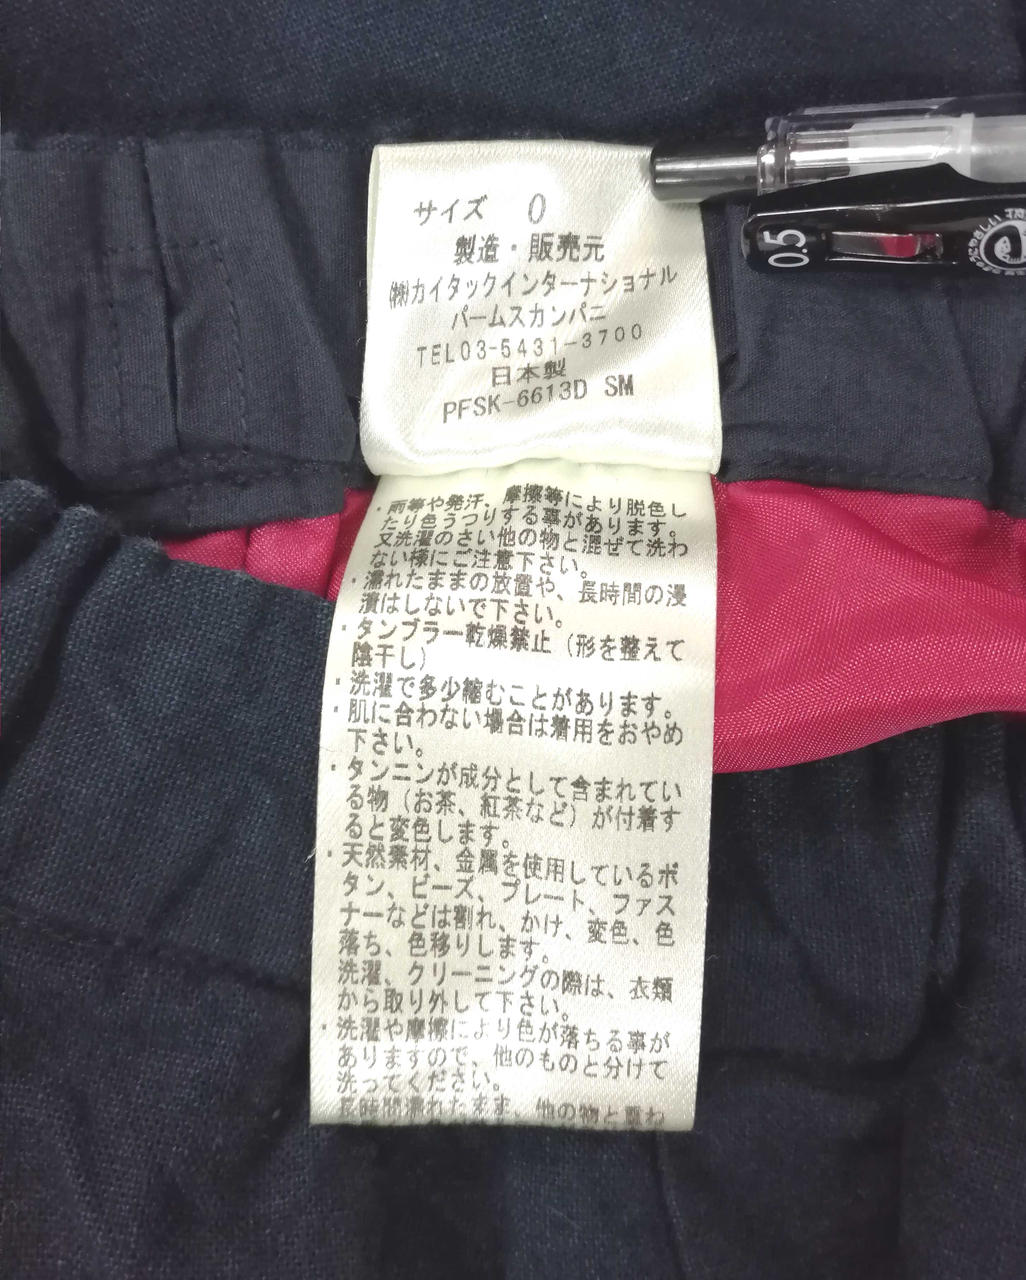 サイズ 0
製造・販売元
㈱カイタックインターナショナル
パームスカンパニ
TEL03-5431-3700
日本製
PFSK-6613D SM
・雨等や発汗、摩擦等により脱色し
たり色うつりする事があります。
又洗濯のさい他の物と混ぜて洗わ
ない様にご注意下さい。
・濡れたままの放置や、長時間の浸
漬はしないで下さい。
・タンブラー乾燥禁止（形を整えて
陰干し）
・洗濯で多少縮むことがあります。
・肌に合わない場合は着用をおやめ
下さい。
・タンニンが成分として含まれてい
る物（お茶、紅茶など）が付着す
ると変色します。
・天然素材、金属を使用しているボ
タン、ビーズ、プレート、ファス
ナーなどは割れ、かけ、変色、色
落ち、色移りします。
洗濯、クリーニングの際は、衣類
から取り外して下さい。
・洗濯や摩擦により色が落ちる事が
ありますので、他のものと分けて
洗ってください。
長時間濡れたまま、他の物と重ね
0.5